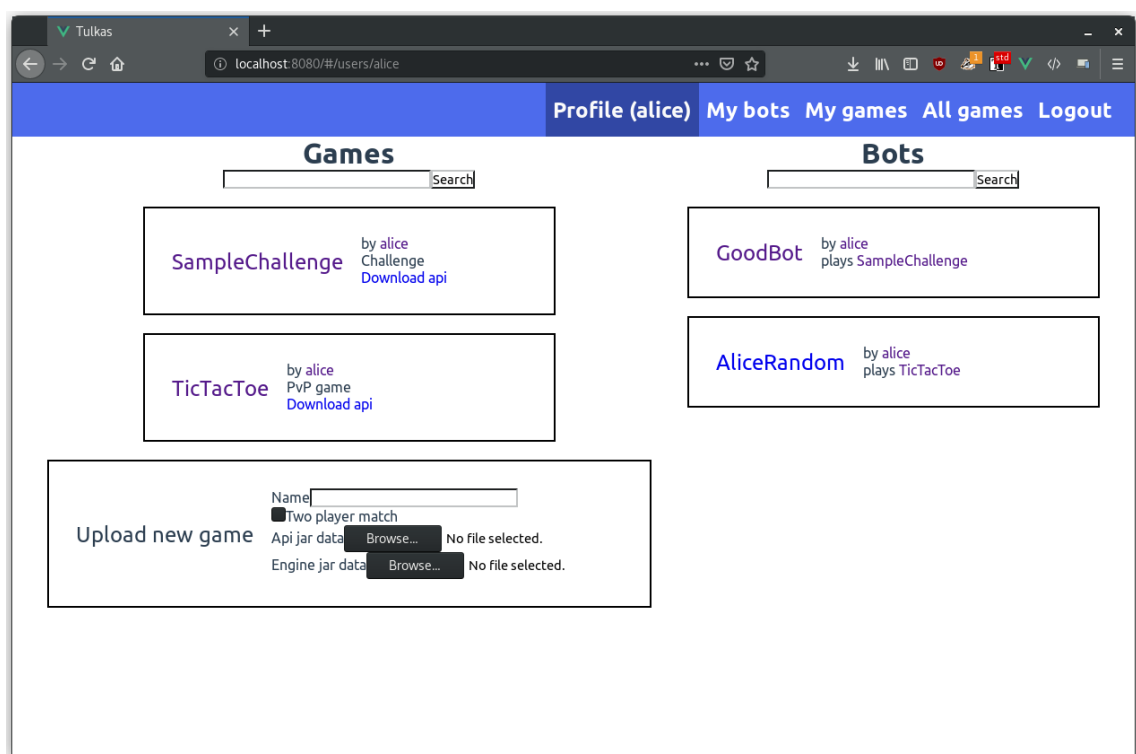 Tulkas
localhost:8080/#/users/alice
1
std
Profile (alice) My bots My games All games Logout
Games
Search
SampleChallenge
by alice
Challenge
Download api
TicTacToe
by alice
PvP game
Download api
Upload new game
Name
Two player match
Api jar data Browse... No file selected.
Engine jar data Browse... No file selected.
Bots
Search
GoodBot
by alice
plays SampleChallenge
AliceRandom
by alice
plays TicTacToe